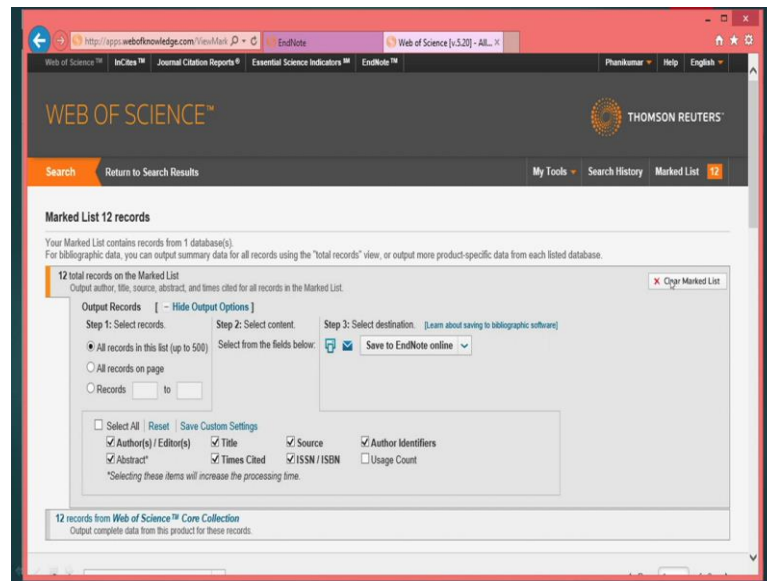 http://apps.webofknowledge.com/ViewMark
EndNote
Web of Science [v.5.20] - All...
Web of Science™ InCites™ Journal Citation Reports® Essential Science Indicators℠ EndNote™ Phanikumar Help English
WEB OF SCIENCE™
THOMSON REUTERS™
Search Return to Search Results My Tools Search History Marked List 12
Marked List 12 records
Your Marked List contains records from 1 database(s).
For bibliographic data, you can output summary data for all records using the "total records" view, or output more product-specific data from each listed database.
12 total records on the Marked List
Output author, title, source, abstract, and times cited for all records in the Marked List.
Clear Marked List
Output Records [ – Hide Output Options ]
Step 1: Select records. Step 2: Select content. Step 3: Select destination. [Learn about saving to bibliographic software]
All records in this list (up to 500) Select from the fields below: Save to EndNote online
All records on page
Records to
Select All | Reset | Save Custom Settings
Author(s) / Editor(s) Title Source Author Identifiers
Abstract* Times Cited ISSN / ISBN Usage Count
*Selecting these items will increase the processing time.
12 records from Web of Science™ Core Collection
Output complete data from this product for these records.